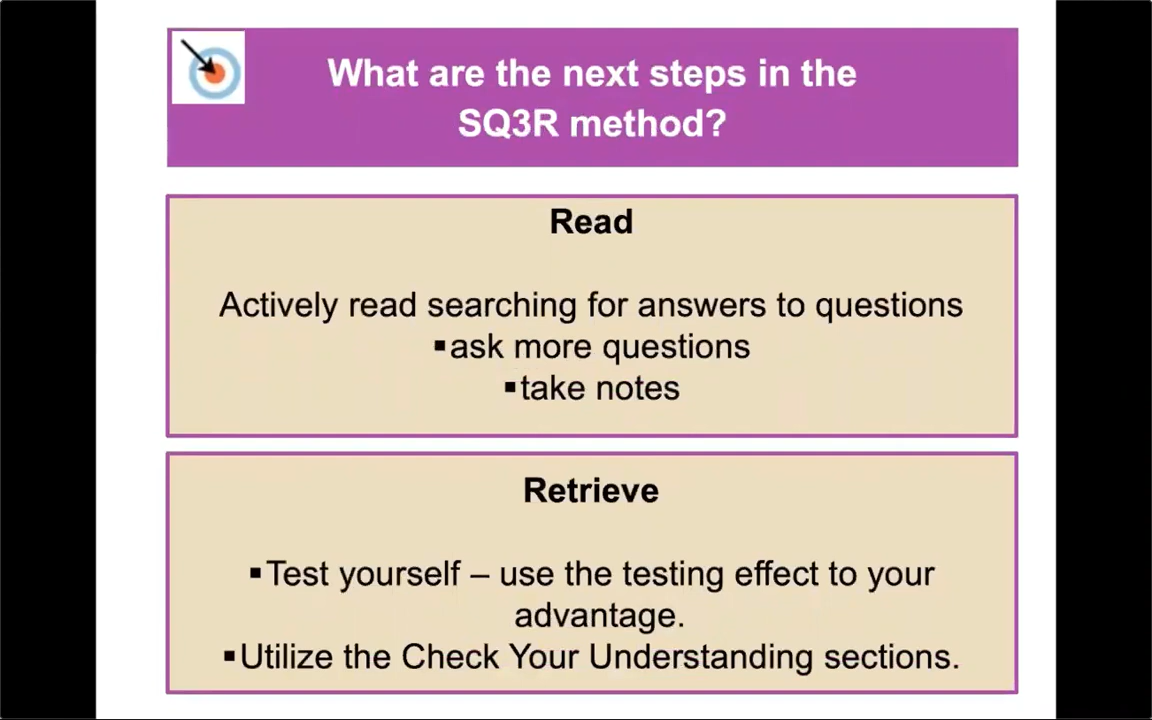 What are the next steps in the
SQ3R method?
Read
Actively read searching for answers to questions
▪ask more questions
▪take notes
Retrieve
▪Test yourself – use the testing effect to your
advantage.
▪Utilize the Check Your Understanding sections.